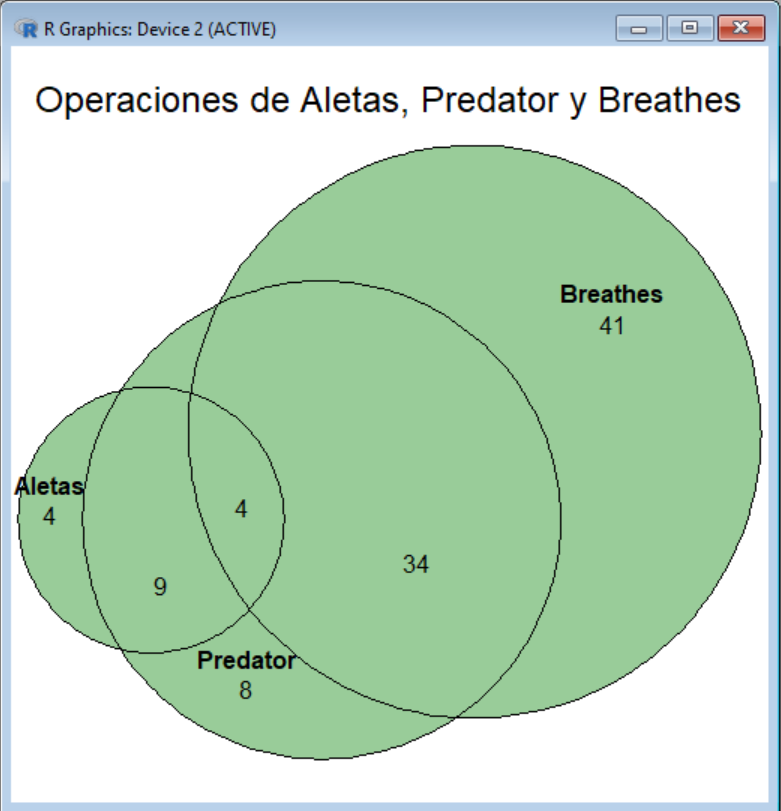 R Graphics: Device 2 (ACTIVE)
Operaciones de Aletas, Predator y Breathes
Breathes
41
Aletas
4
4
34
9
Predator
8